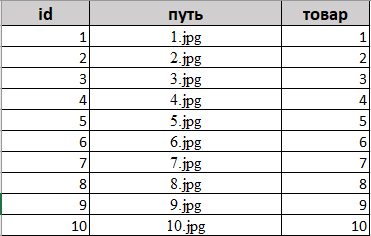 id путь товар
1 1.jpg 1
2 2.jpg 2
3 3.jpg 3
4 4.jpg 4
5 5.jpg 5
6 6.jpg 6
7 7.jpg 7
8 8.jpg 8
9 9.jpg 9
10 10.jpg 10